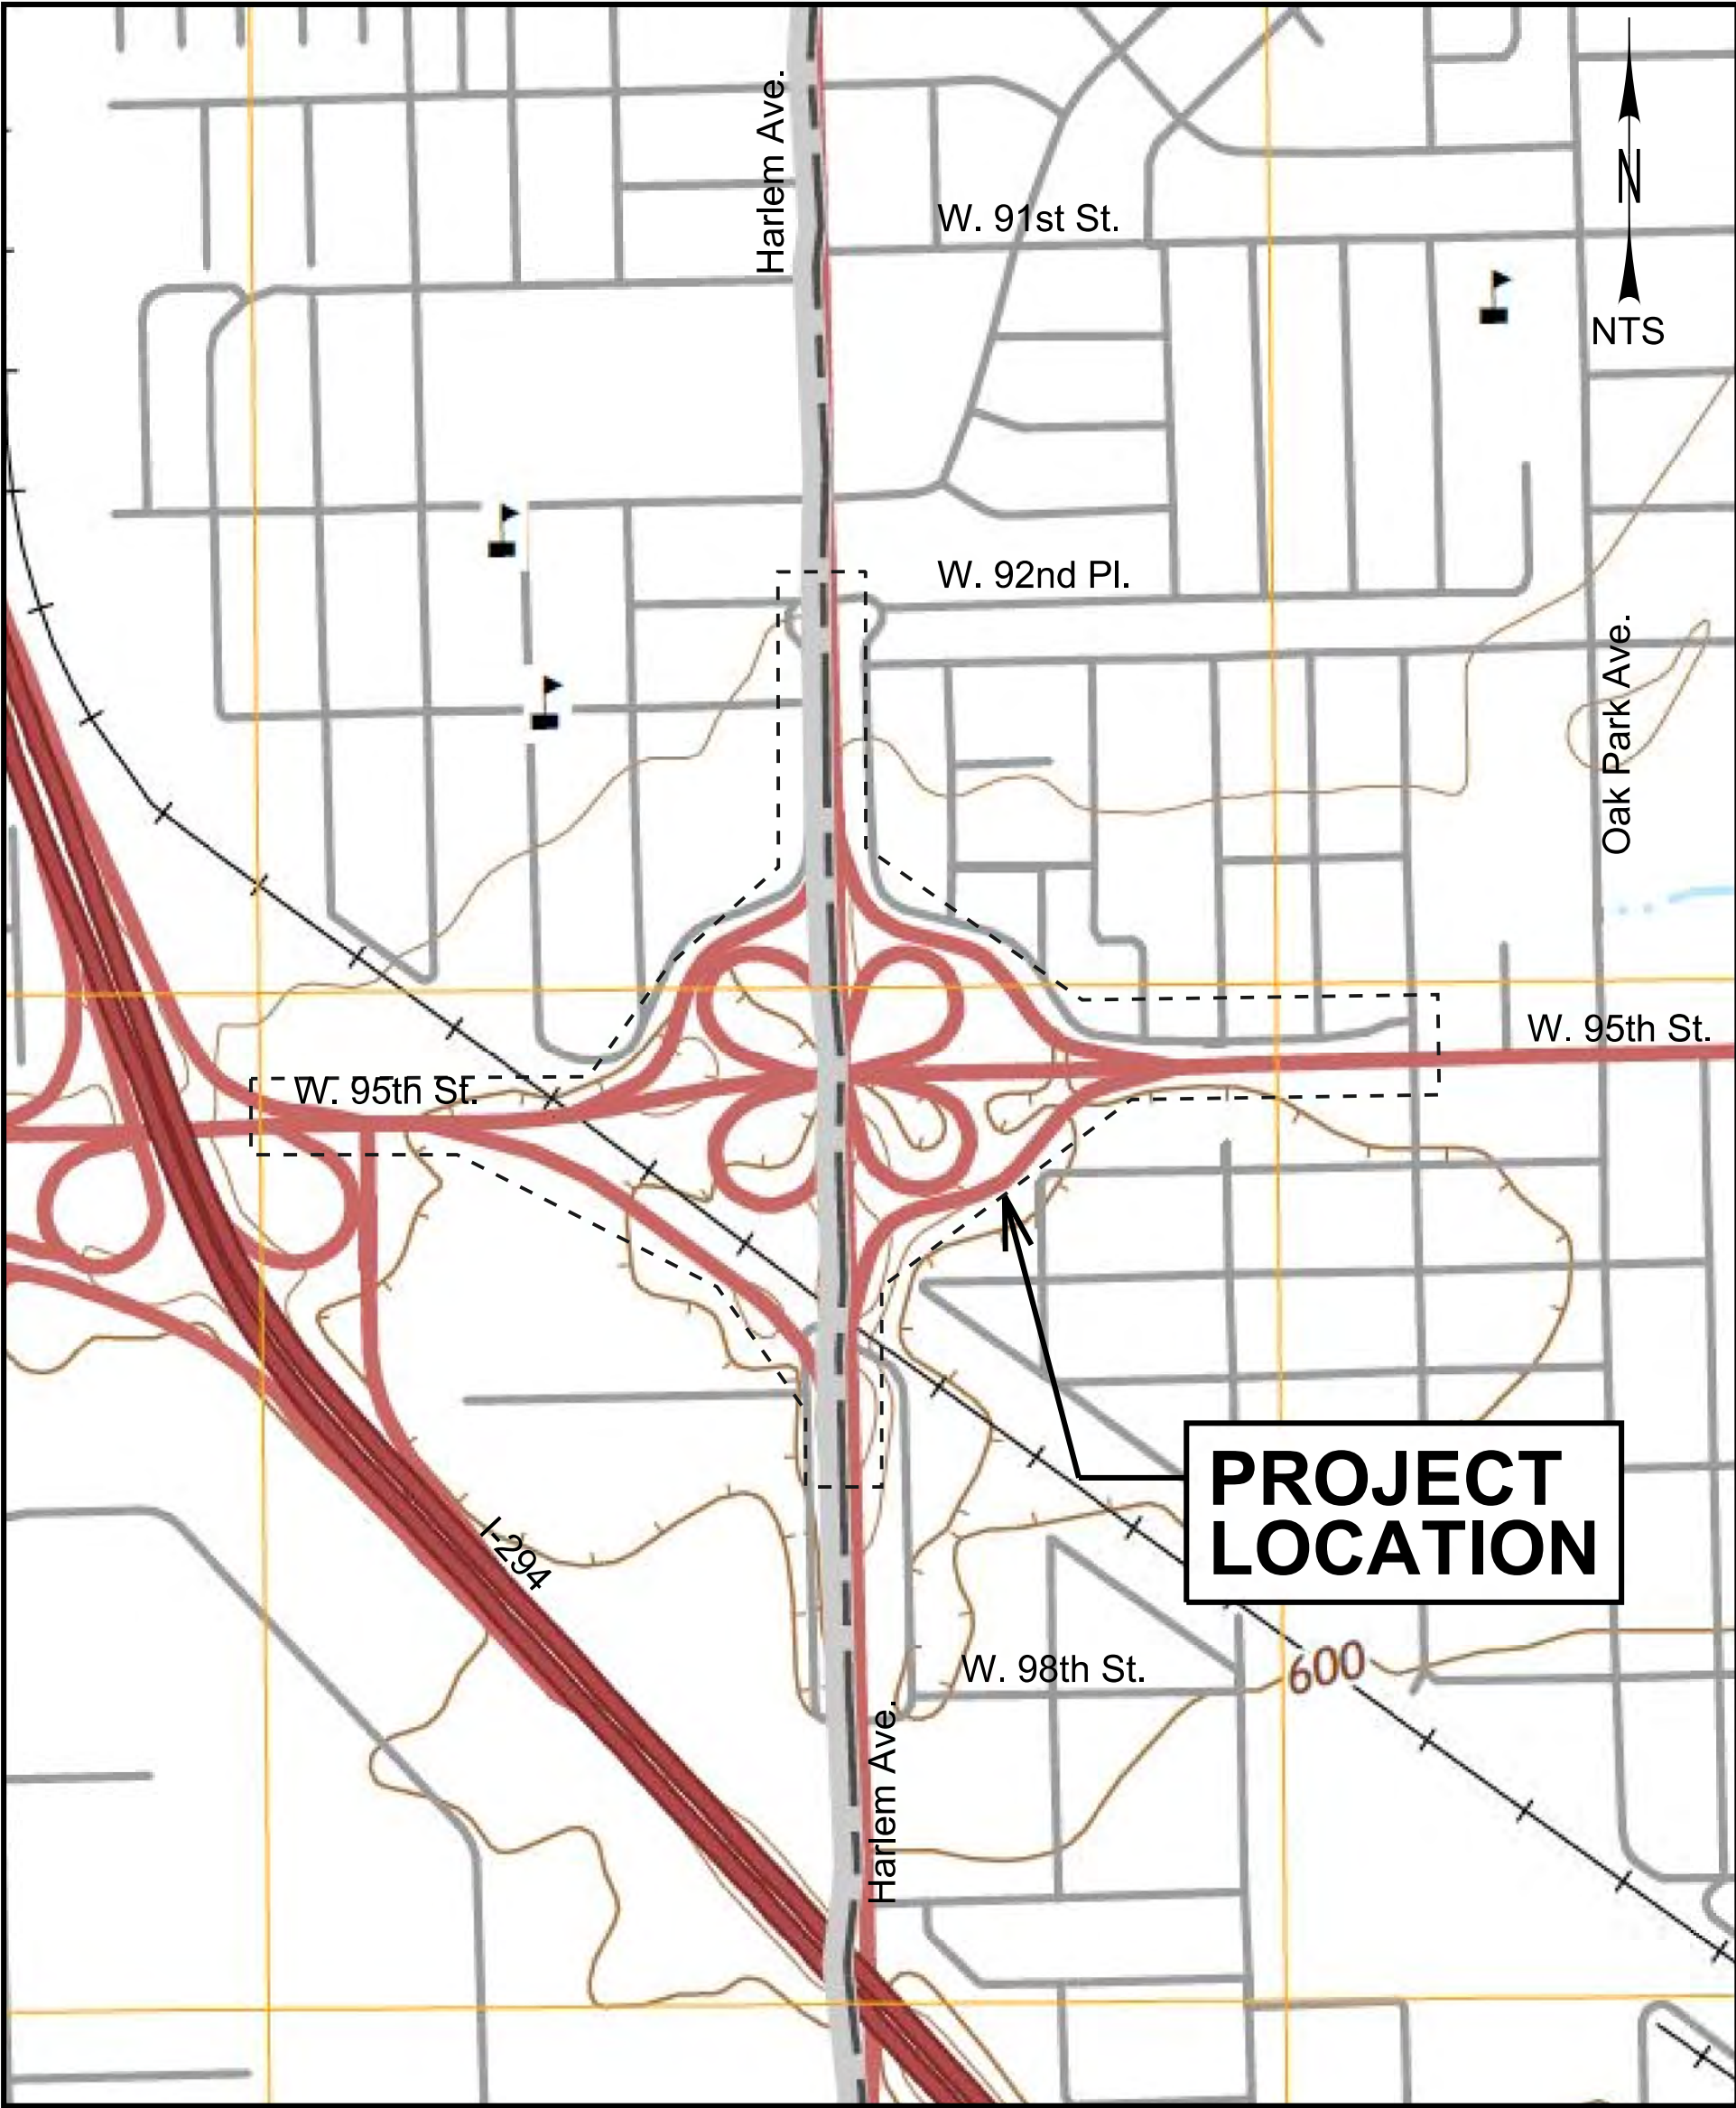 Harlem Ave.
W. 91st St.
N
NTS
W. 92nd Pl.
Oak Park Ave.
W. 95th St.
W. 95th St.
PROJECT
LOCATION
I-294
W. 98th St.
600
Harlem Ave.